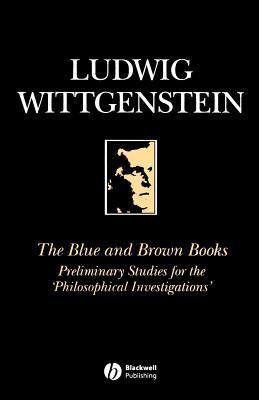 LUDWIG
WITTGENSTEIN
The Blue and Brown Books
Preliminary Studies for the
‘Philosophical Investigations’
Blackwell
Publishing